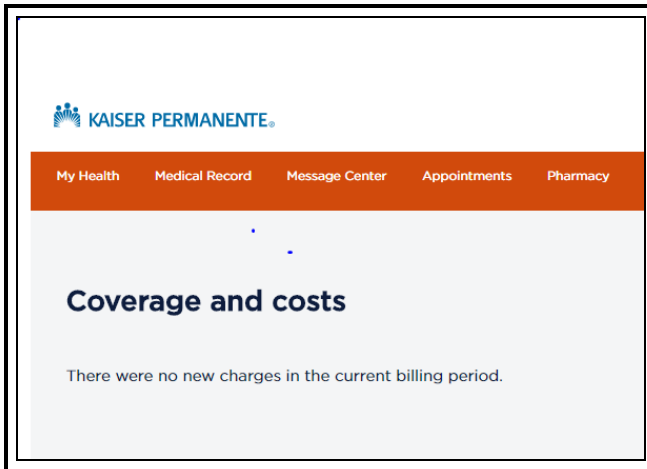 KAISER PERMANENTE®
My Health Medical Record Message Center Appointments Pharmacy
Coverage and costs
There were no new charges in the current billing period.